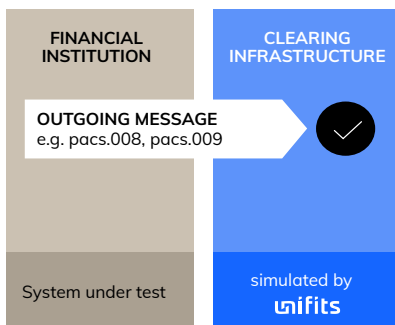 FINANCIAL
INSTITUTION
CLEARING
INFRASTRUCTURE
OUTGOING MESSAGE
e.g. pacs.008, pacs.009
System under test
simulated by
unifits